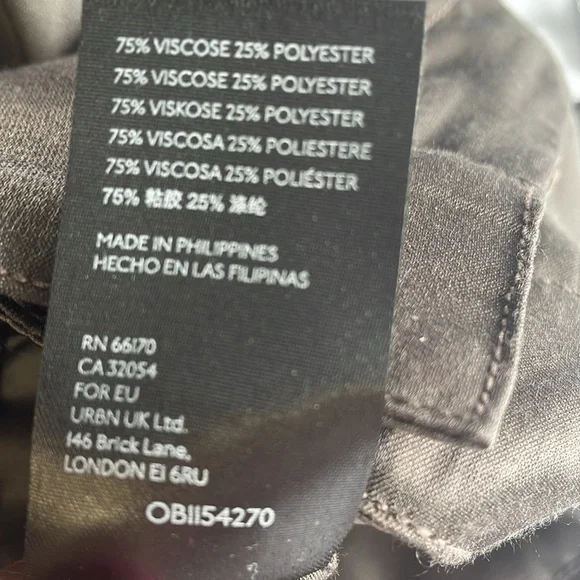 75% VISCOSE 25% POLYESTER
75% VISCOSE 25% POLYESTER
75% VISKOSE 25% POLYESTER
75% VISCOSA 25% POLIESTERE
75% VISCOSA 25% POLIÉSTER
75% 粘胶 25% 涤纶
MADE IN PHILIPPINES
HECHO EN LAS FILIPINAS
RN 66170
CA 32054
FOR EU
URBN UK Ltd.
146 Brick Lane,
LONDON E1 6RU
OB1154270